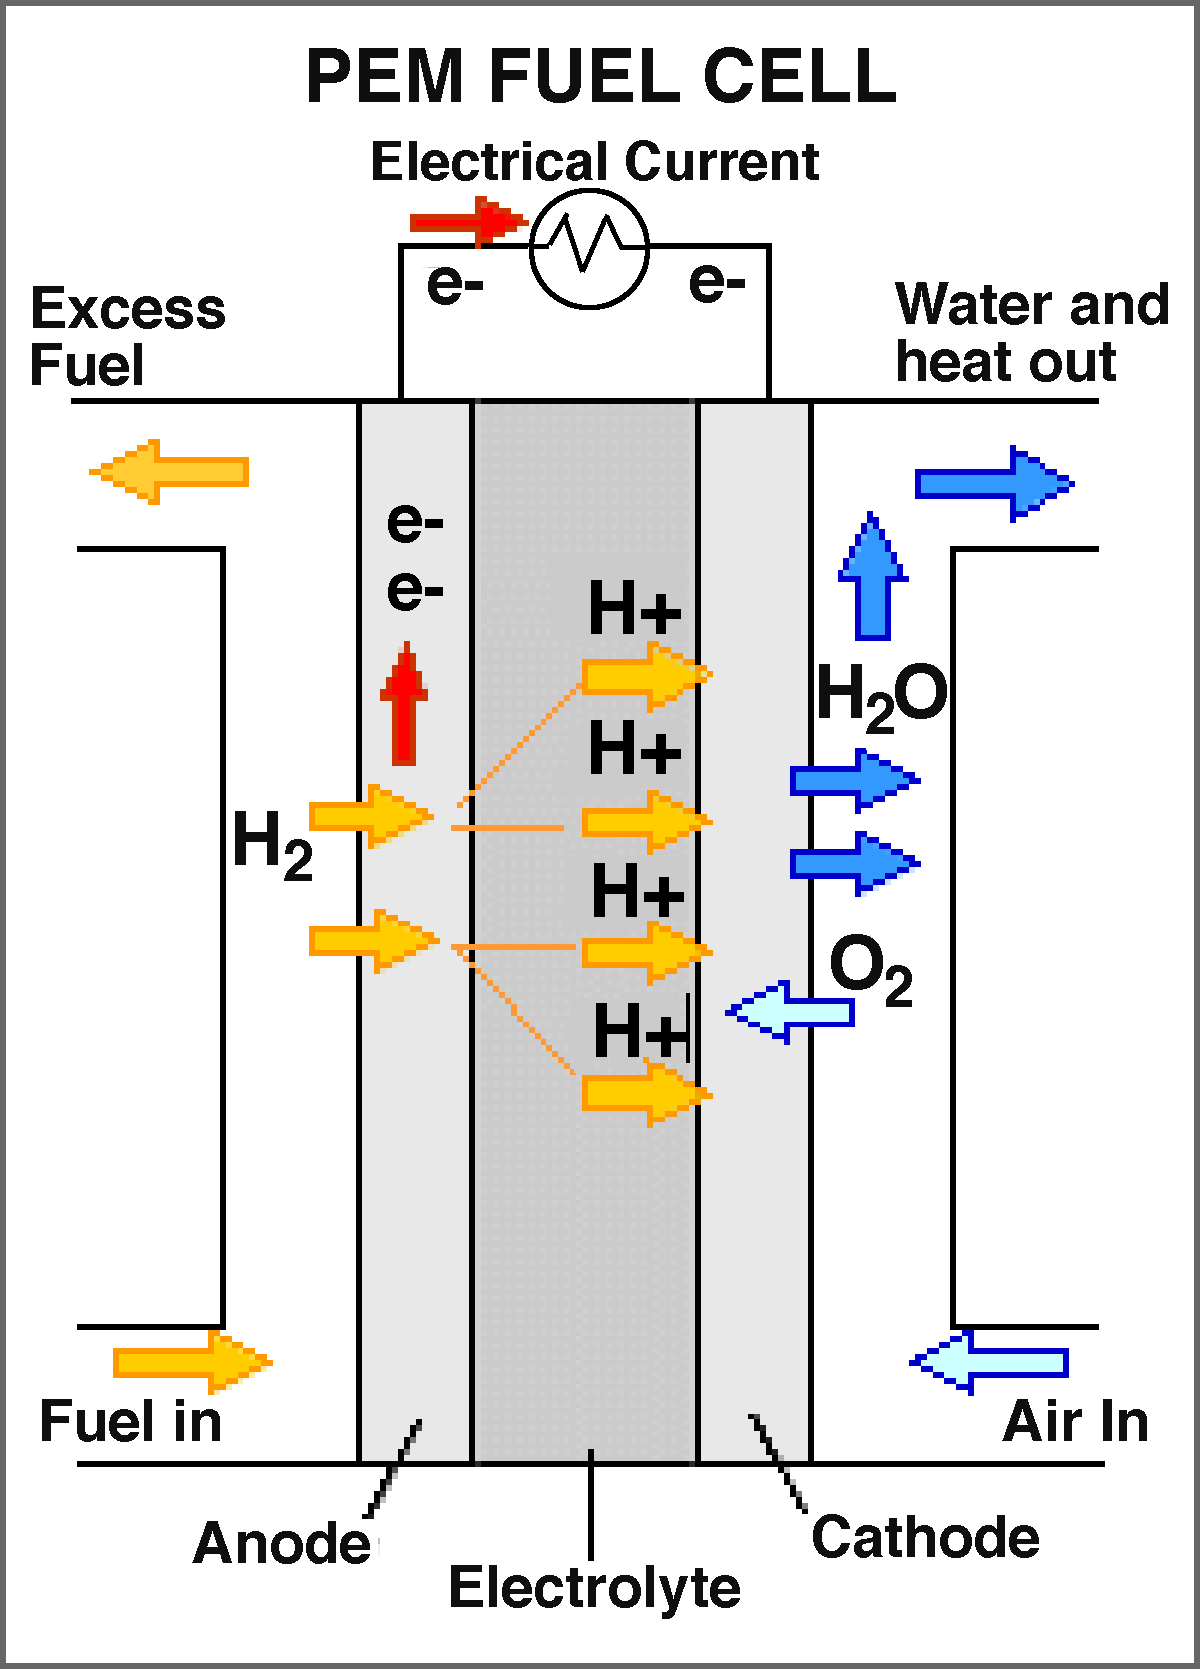 PEM FUEL CELL
Electrical Current
e-
e-
Excess
Fuel
Water and
heat out
e-
e-
H+
H2O
H+
H2
H+
O2
H+
Fuel in
Air In
Anode
Cathode
Electrolyte